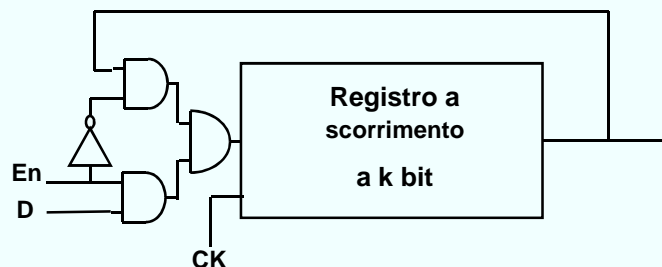 Registro a
scorrimento
a k bit
En
D
CK